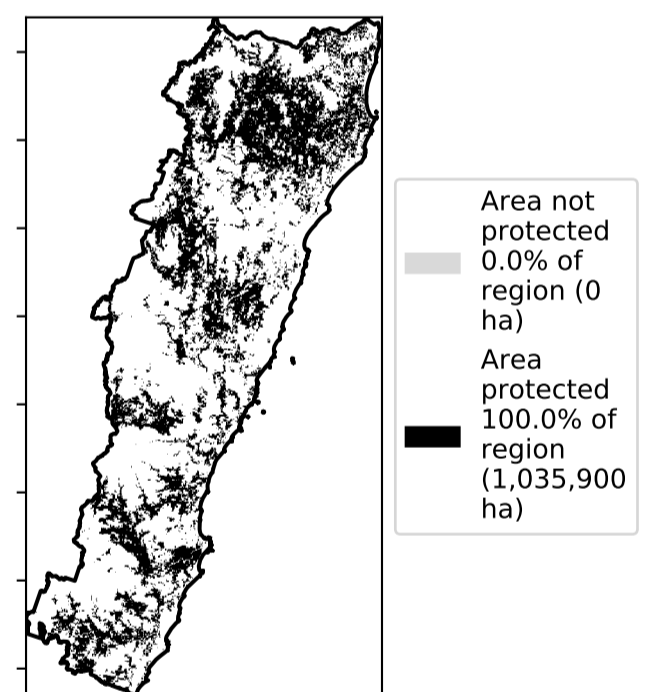 Area not
protected
0.0% of
region (0
ha)
Area
protected
100.0% of
region
(1,035,900
ha)